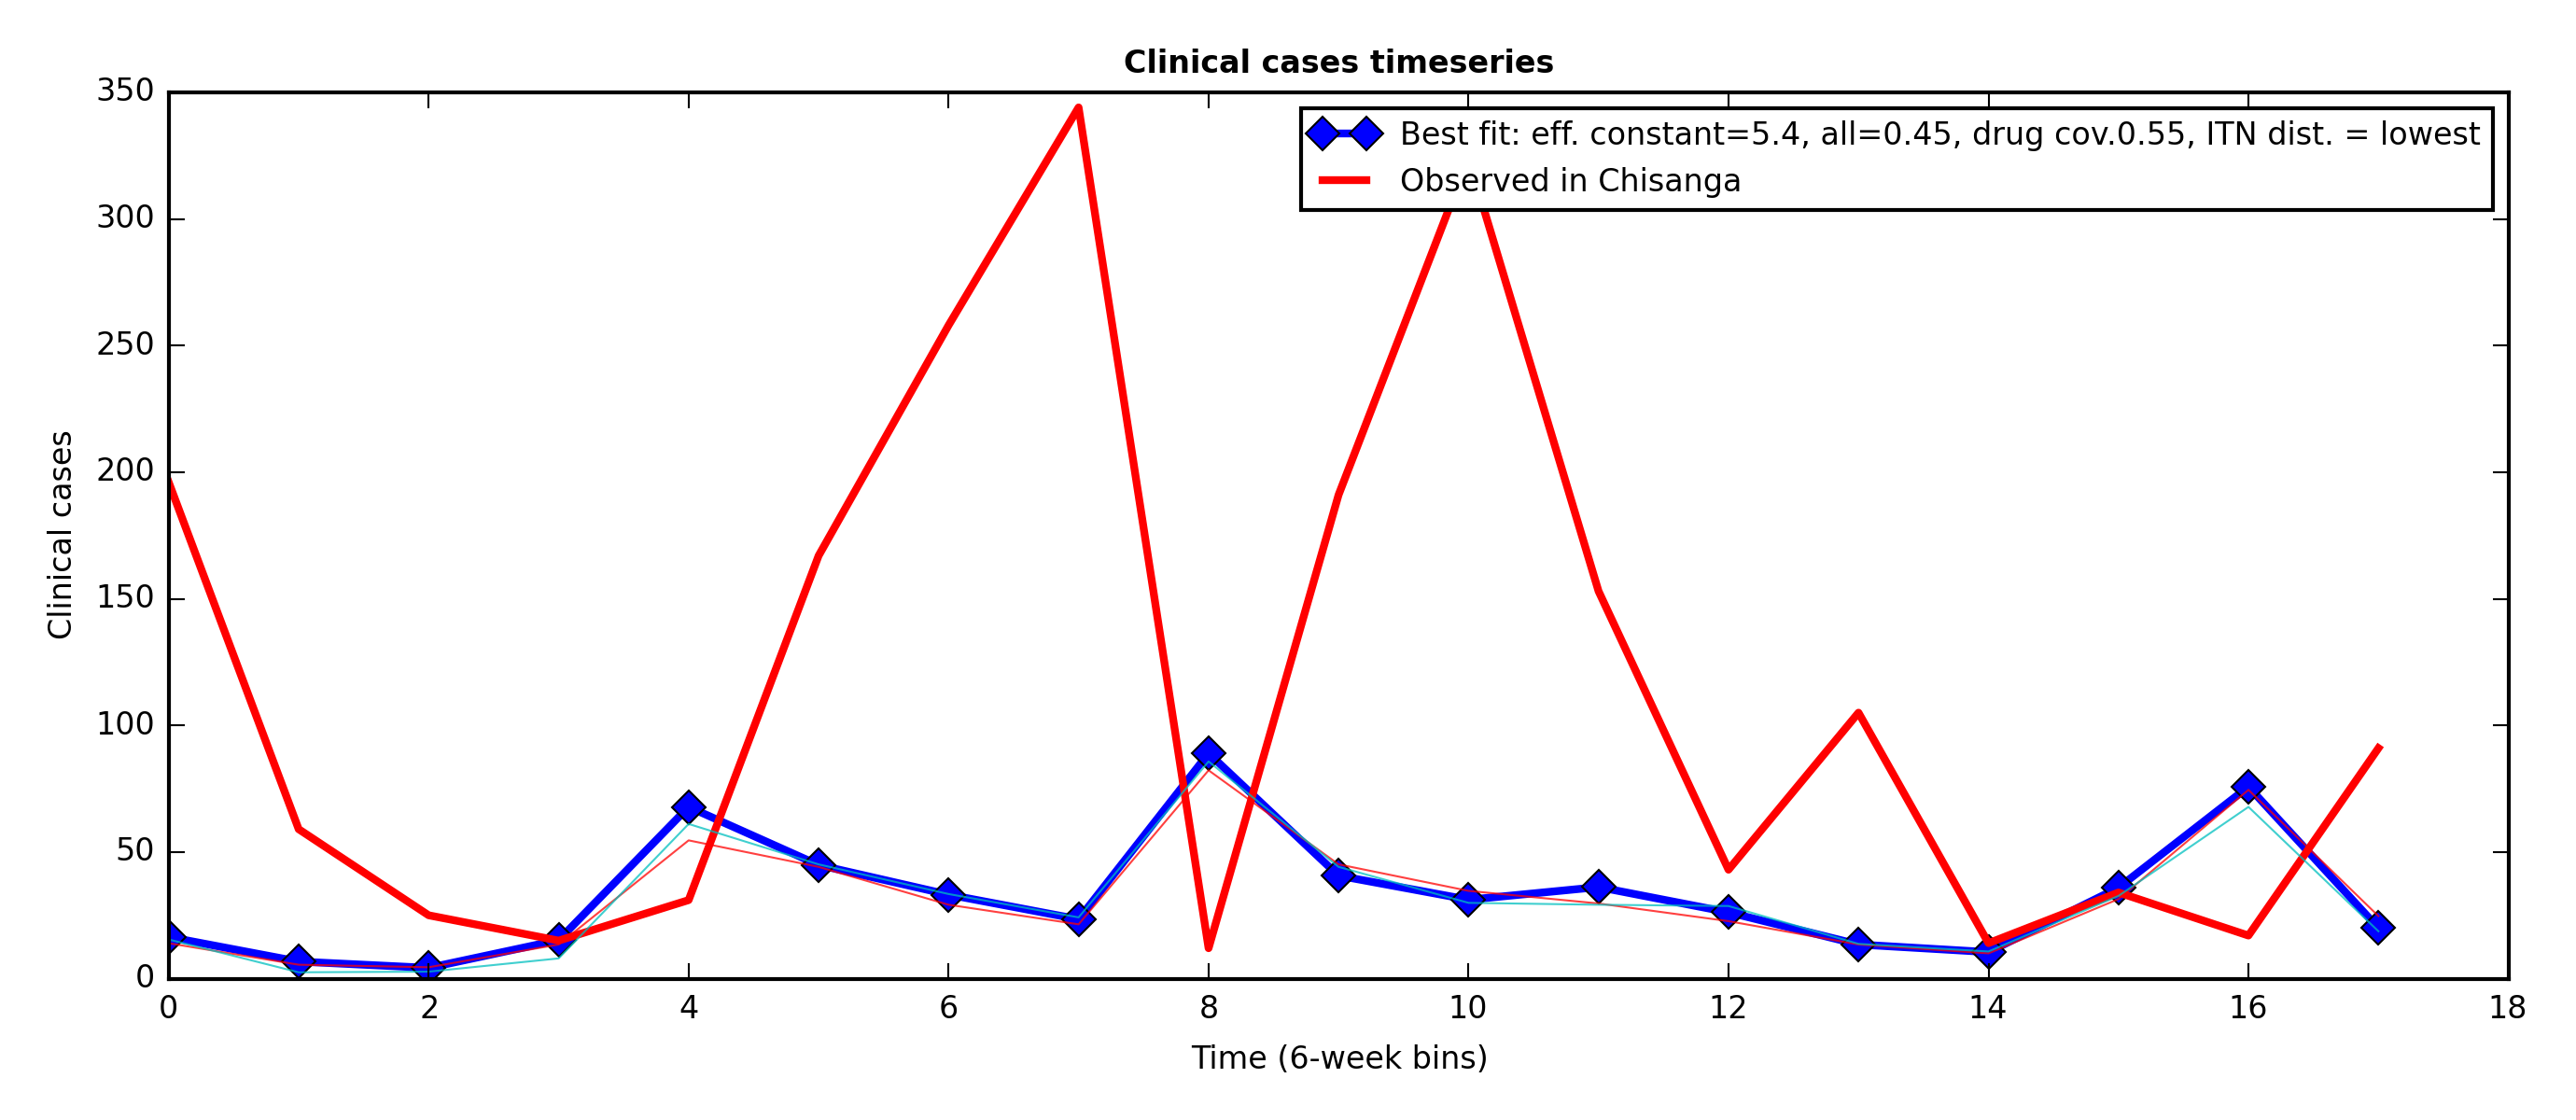 Clinical cases timeseries
Best fit: eff. constant=5.4, all=0.45, drug cov.0.55, ITN dist. = lowest
Observed in Chisanga
Clinical cases
350
300
250
200
150
100
50
0
0 2 4 6 8 10 12 14 16 18
Time (6-week bins)